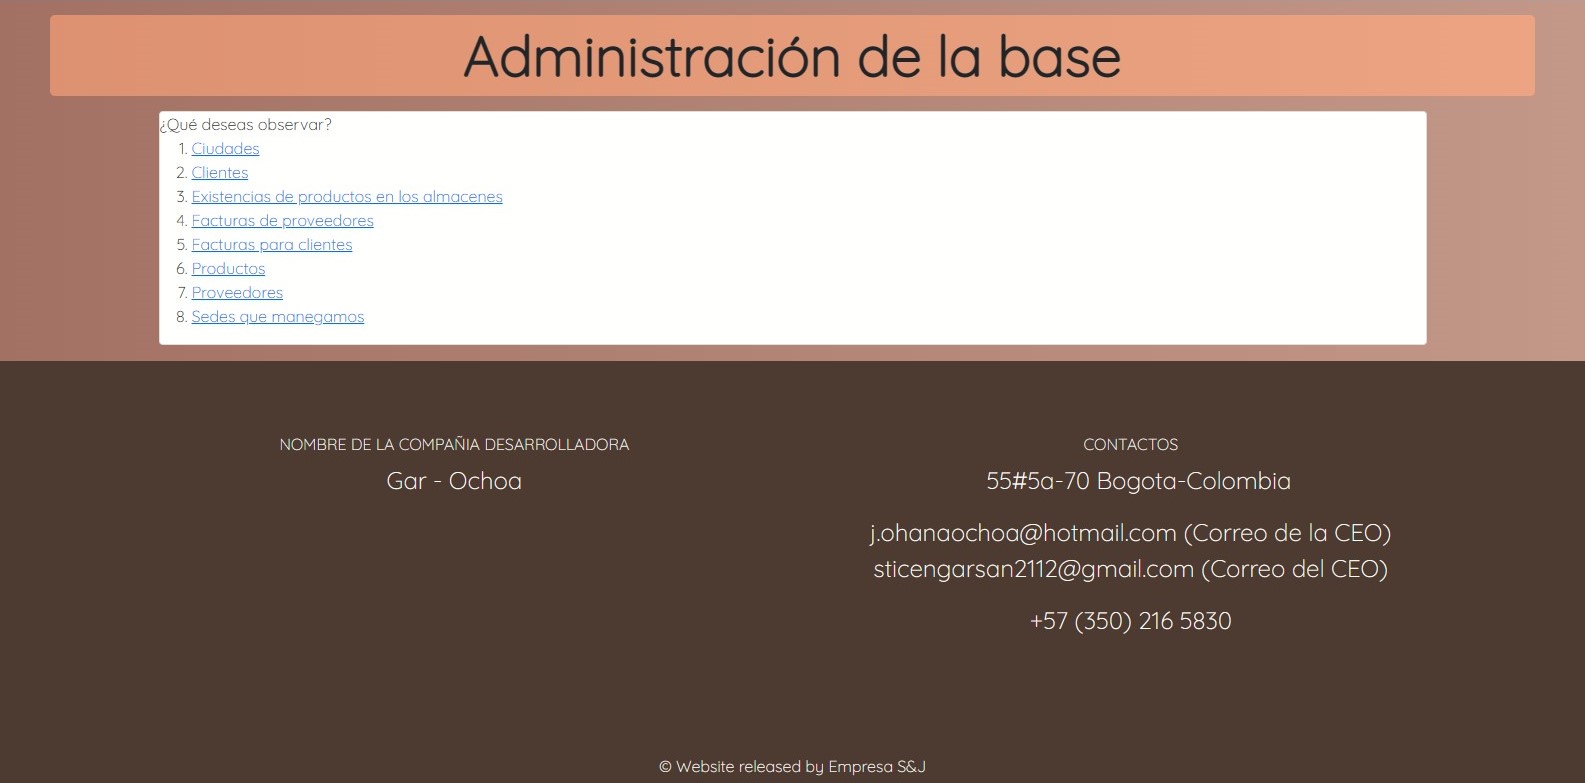 Administración de la base
¿Qué deseas observar?
1. Ciudades
2. Clientes
3. Existencias de productos en los almacenes
4. Facturas de proveedores
5. Facturas para clientes
6. Productos
7. Proveedores
8. Sedes que manegamos
NOMBRE DE LA COMPAÑIA DESARROLLADORA
Gar - Ochoa
CONTACTOS
55#5a-70 Bogota-Colombia
j.ohanaochoa@hotmail.com (Correo de la CEO)
sticengarsan2112@gmail.com (Correo del CEO)
+57 (350) 216 5830
© Website released by Empresa S&J